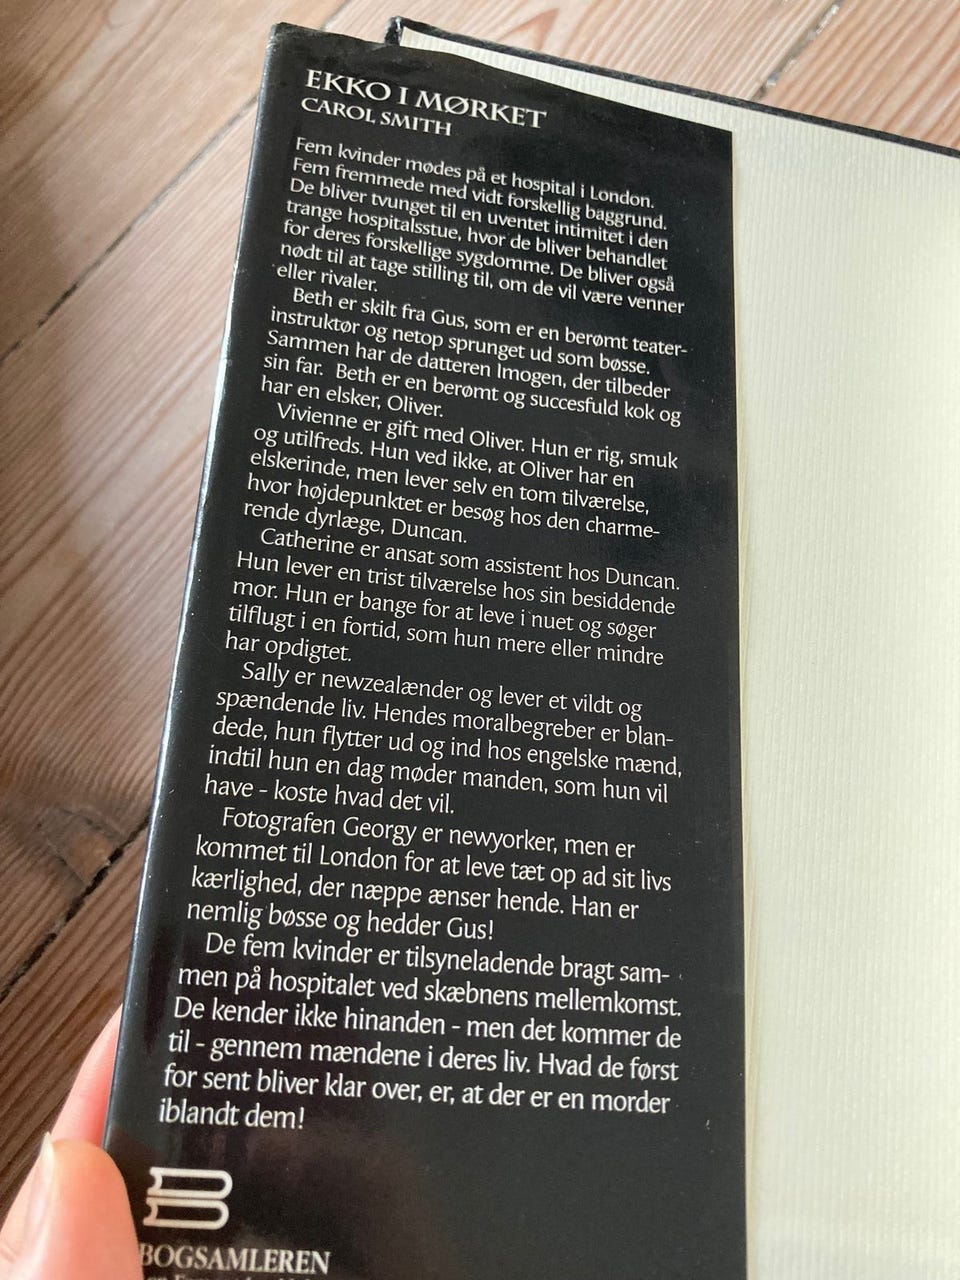 EKKO I MØRKET
CAROL SMITH
Fem kvinder mødes på et hospital i London.
Fem fremmede med vidt forskellig baggrund.
De bliver tvunget til en uventet intimitet i den
trange hospitalsstue, hvor de bliver behandlet
for deres forskellige sygdomme. De bliver også
nødt til at tage stilling til, om de vil være venner
eller rivaler.
Beth er skilt fra Gus, som er en berømt teater-
instruktør og netop sprunget ud som bøsse.
Sammen har de datteren Imogen, der tilbeder
sin far. Beth er en berømt og succesfuld kok og
har en elsker, Oliver.
Vivienne er gift med Oliver. Hun er rig, smuk
og utilfreds. Hun ved ikke, at Oliver har en
elskerinde, men lever selv en tom tilværelse,
hvor højdepunktet er besøg hos den charme-
rende dyrlæge, Duncan.
Catherine er ansat som assistent hos Duncan.
Hun lever en trist tilværelse hos sin besiddende
mor. Hun er bange for at leve i nuet og søger
tilflugt i en fortid, som hun mere eller mindre
har opdigtet.
Sally er newzealænder og lever et vildt og
spændende liv. Hendes moralbegreber er blan-
dede, hun flytter ud og ind hos engelske mænd,
indtil hun en dag møder manden, som hun vil
have - koste hvad det vil.
Fotografen Georgy er newyorker, men er
kommet til London for at leve tæt op ad sit livs
kærlighed, der næppe ænser hende. Han er
nemlig bøsse og hedder Gus!
De fem kvinder er tilsyneladende bragt sam-
men på hospitalet ved skæbnens mellemkomst.
De kender ikke hinanden - men det kommer de
til - gennem mændene i deres liv. Hvad de først
for sent bliver klar over, er, at der er en morder
iblandt dem!
BOGSAMLEREN